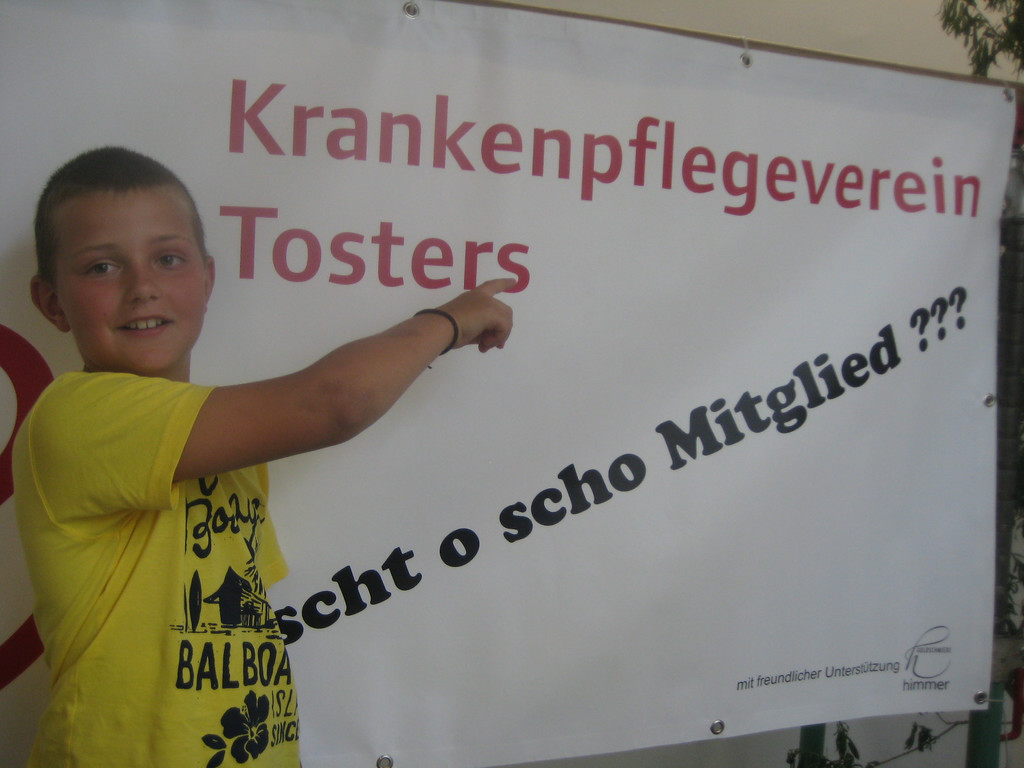 Krankenpflegeverein
Tosters
scht o scho Mitglied ???
mit freundlicher Unterstützung
himmer
BALBOA